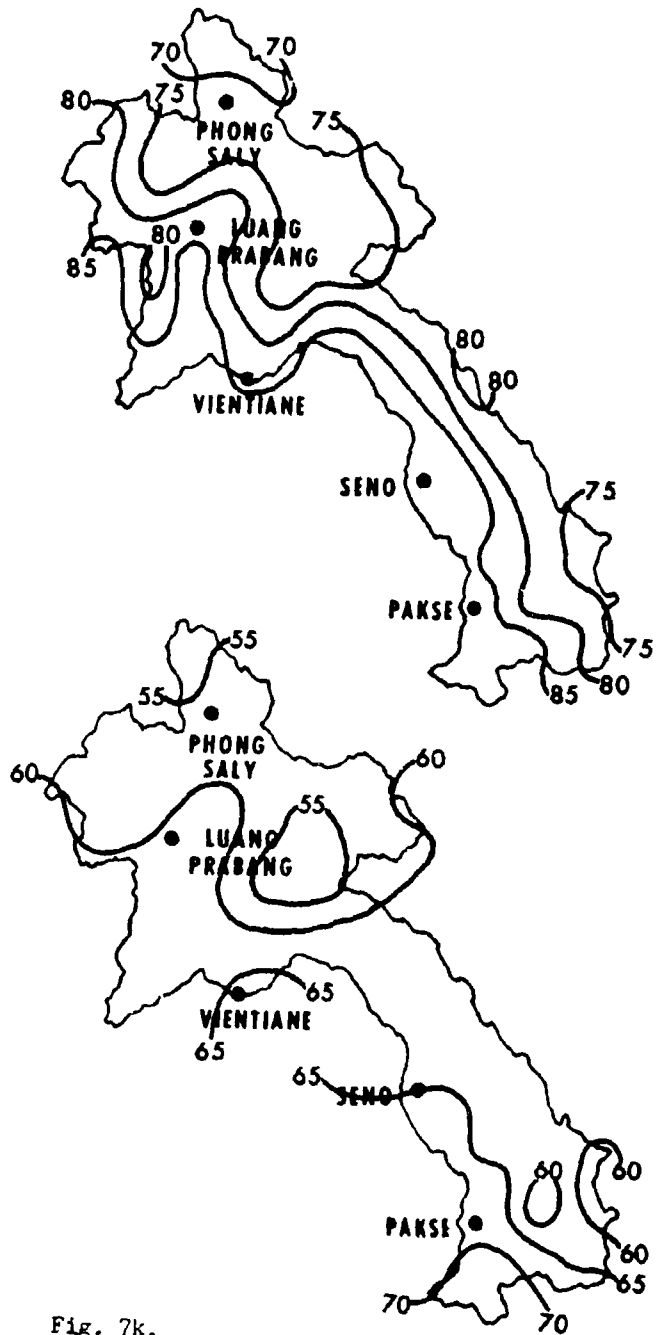 70
70
80
75
75
PHONG
SALY
LUANG
PRABANG
80
85
80
80
VIENTIANE
SENO
75
PAKSE
75
80
85
55
55
PHONG
SALY
60
60
55
LUANG
PRABANG
65
VIENTIANE
65
65
SENO
60
60
PAKSE
60
65
70
70
Fig. 7k.